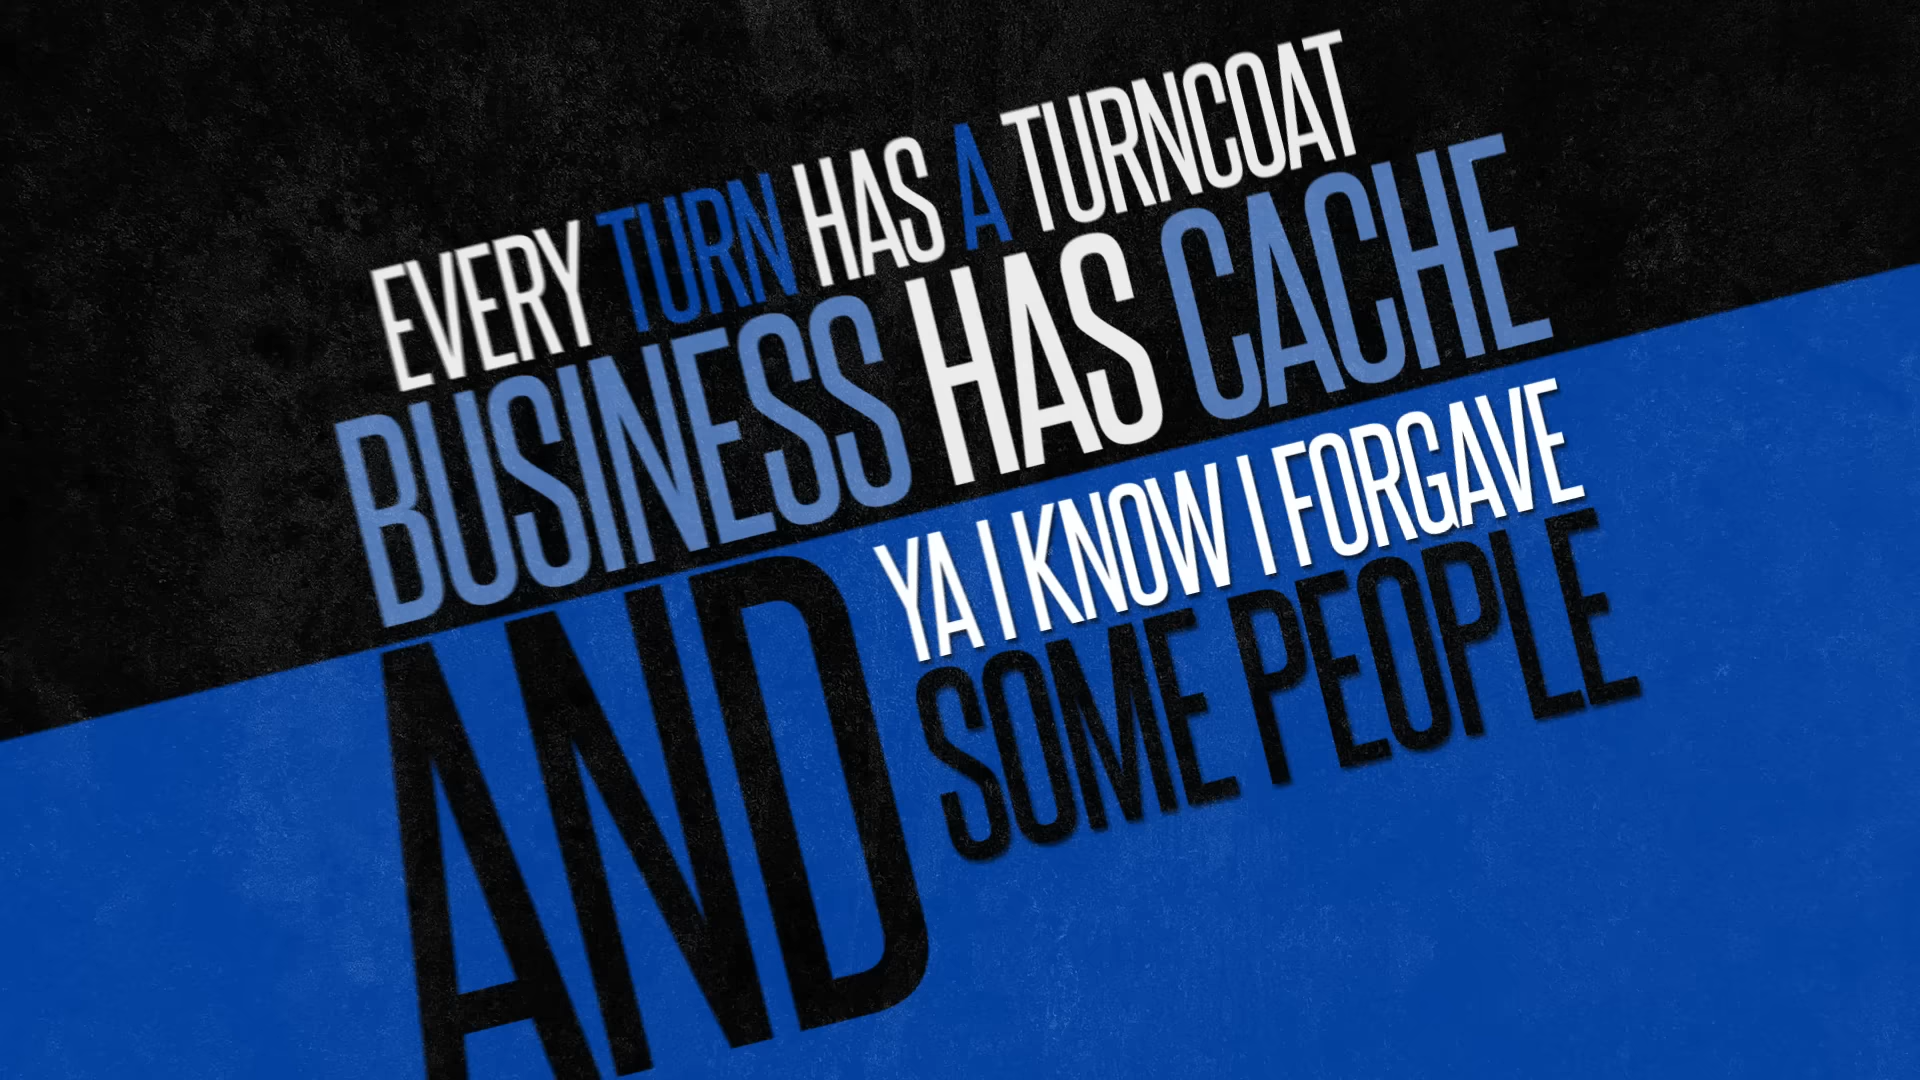 EVERY TURN HAS A TURNCOAT
BUSINESS HAS CACHE
AND
YA I KNOW I FORGAVE
SOME PEOPLE